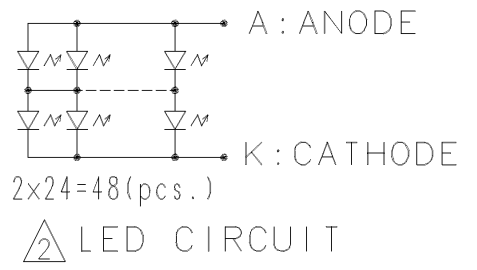 A:ANODE
K:CATHODE
2x24=48(pcs.)
2 LED CIRCUIT